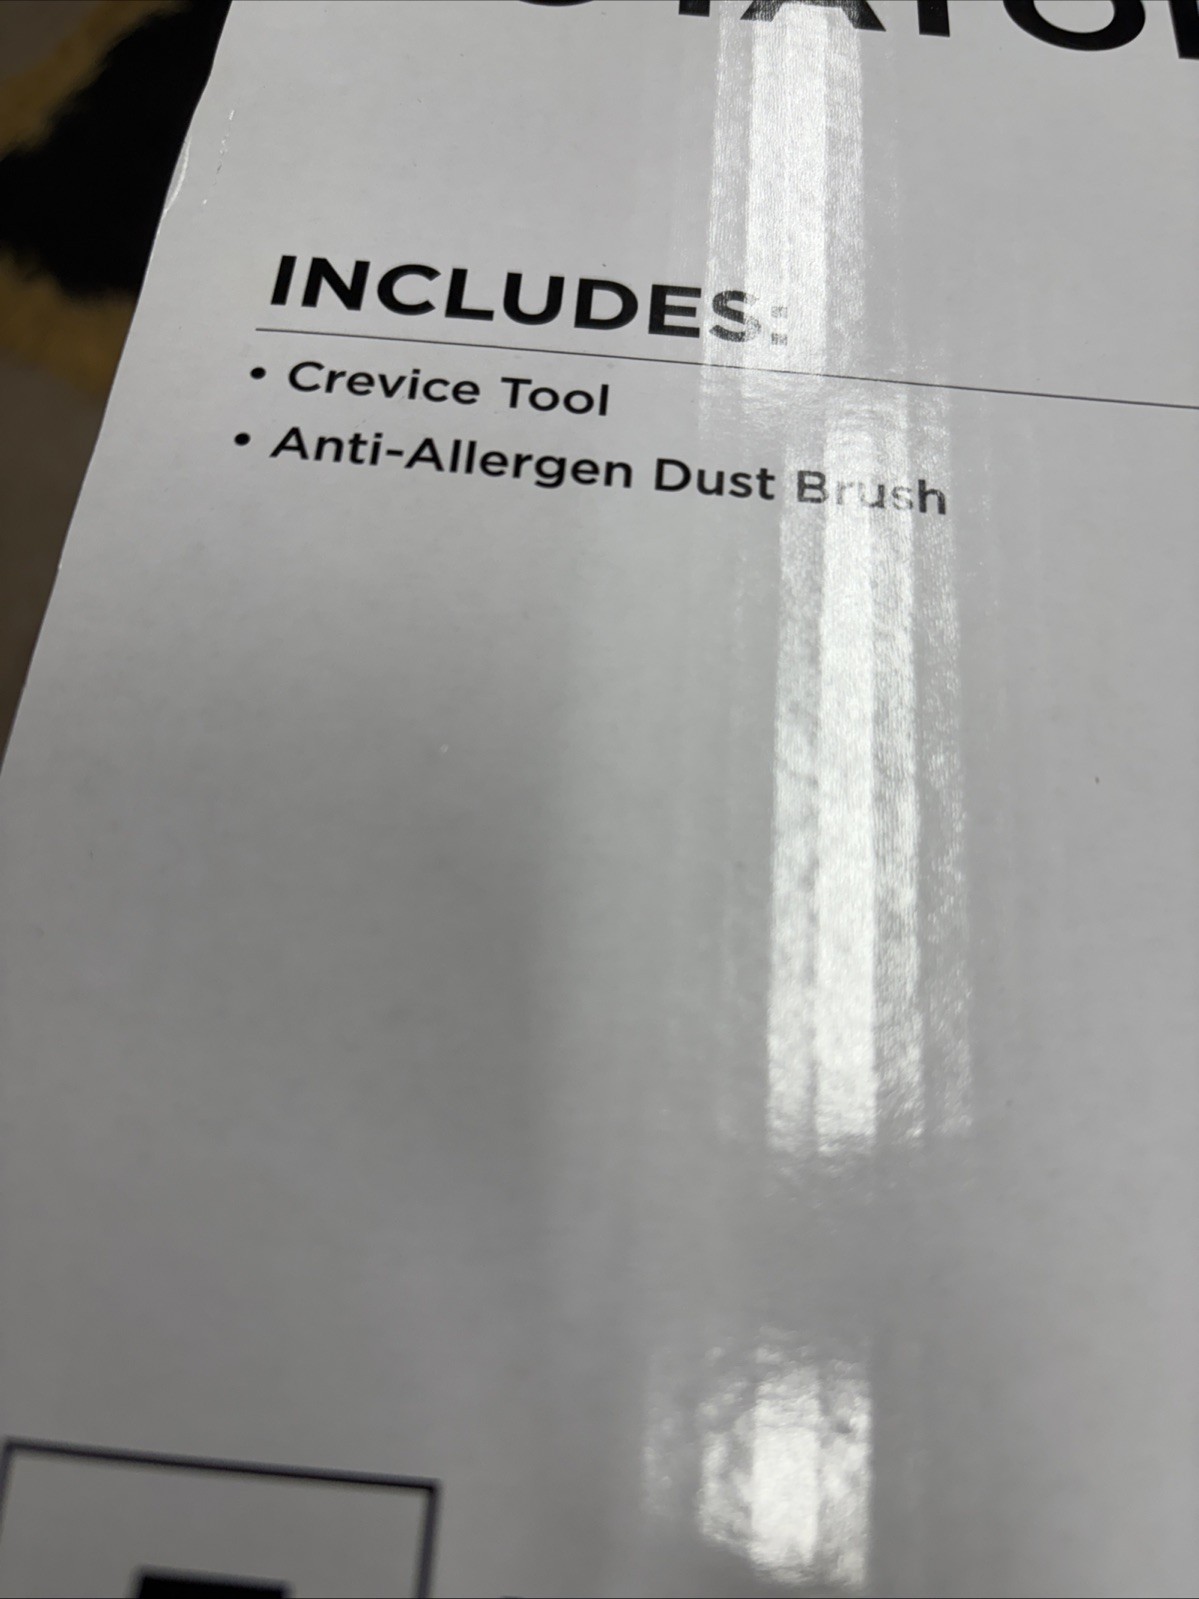 INCLUDES:
• Crevice Tool
• Anti-Allergen Dust Brush